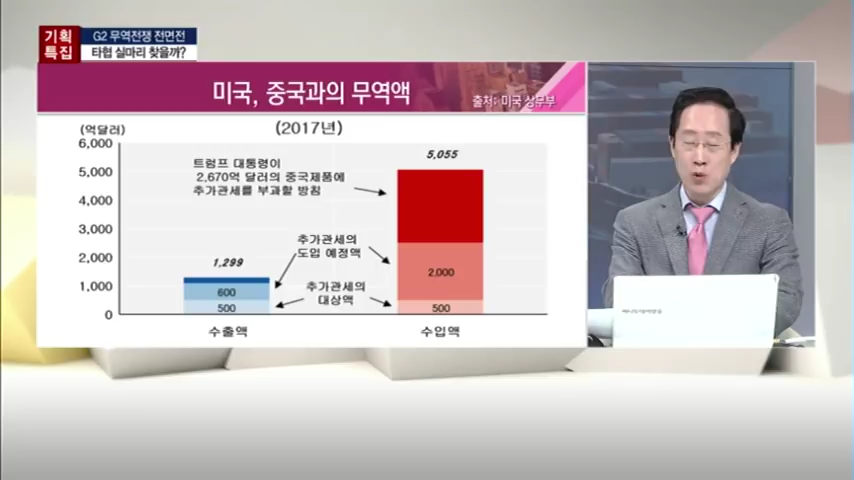 기획
특집
G2 무역전쟁 전면전
타협 실마리 찾을까?
미국, 중국과의 무역액
출처: 미국 상무부
(2017년)
(억달러)
6,000
5,000
4,000
3,000
2,000
1,000
0
트럼프 대통령이
2,670억 달러의 중국제품에
추가관세를 부과할 방침
5,055
추가관세의
도입 예정액
1,299
2,000
600
추가관세의
대상액
500
500
수출액
수입액